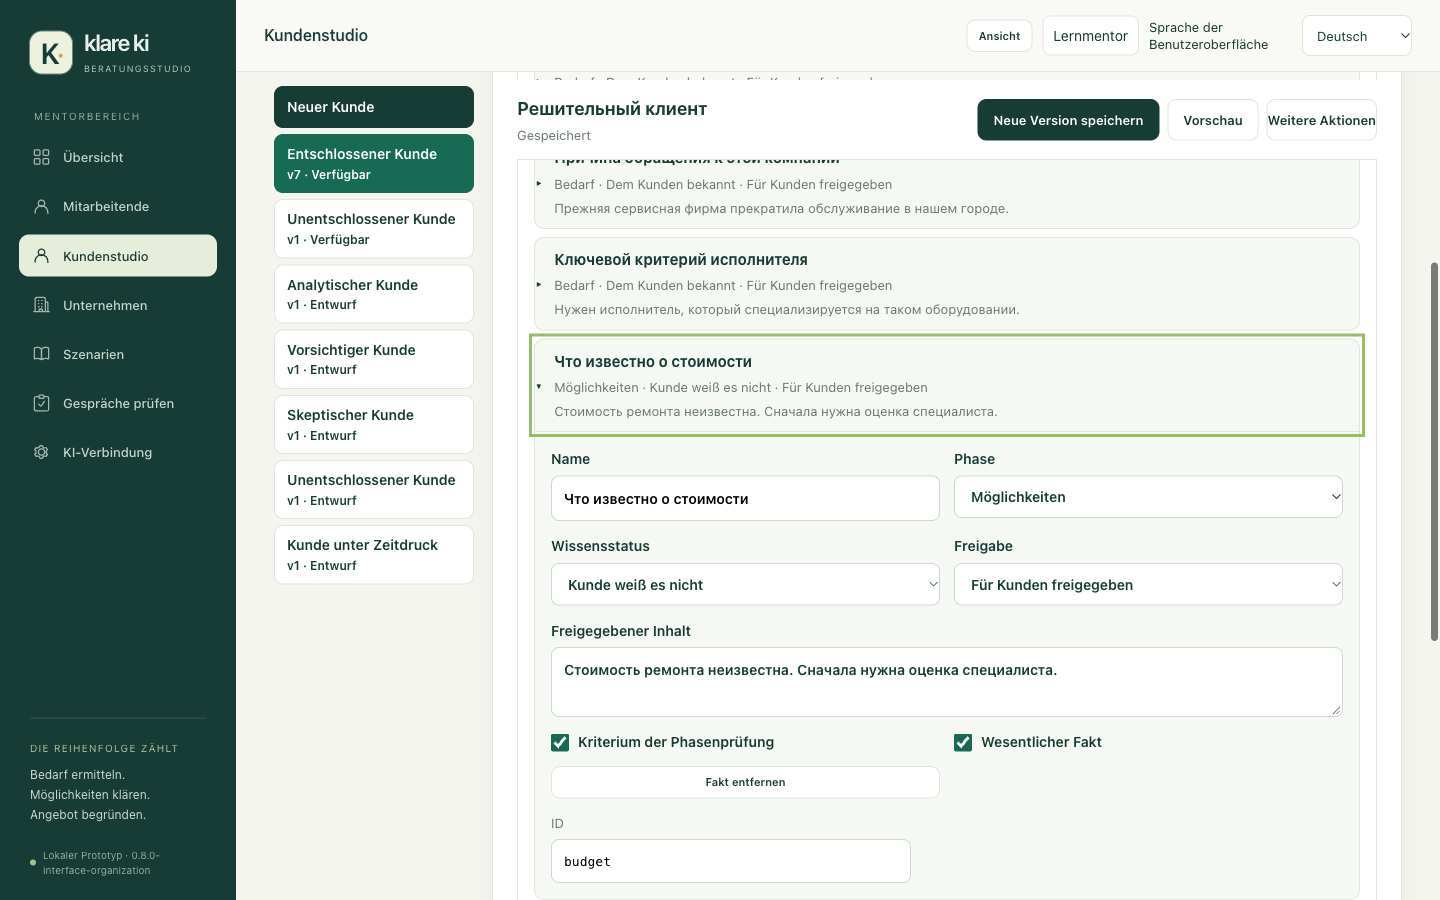 klare ki
BERATUNGSSTUDIO
MENTORBEREICH
Übersicht
Mitarbeitende
Kundenstudio
Unternehmen
Szenarien
Gespräche prüfen
KI-Verbindung
DIE REIHENFOLGE ZÄHLT
Bedarf ermitteln.
Möglichkeiten klären.
Angebot begründen.
Lokaler Prototyp · 0.8.0-
interface-organization
Kundenstudio
Ansicht
Lernmentor
Sprache der
Benutzeroberfläche
Deutsch
Neuer Kunde
Entschlossener Kunde
v7 · Verfügbar
Unentschlossener Kunde
v1 · Verfügbar
Analytischer Kunde
v1 · Entwurf
Vorsichtiger Kunde
v1 · Entwurf
Skeptischer Kunde
v1 · Entwurf
Unentschlossener Kunde
v1 · Entwurf
Kunde unter Zeitdruck
v1 · Entwurf
Решительный клиент
Gespeichert
Neue Version speichern
Vorschau
Weitere Aktionen
Причина обращения к этой компании
Bedarf · Dem Kunden bekannt · Für Kunden freigegeben
Прежняя сервисная фирма прекратила обслуживание в нашем городе.
Ключевой критерий исполнителя
Bedarf · Dem Kunden bekannt · Für Kunden freigegeben
Нужен исполнитель, который специализируется на таком оборудовании.
Что известно о стоимости
Möglichkeiten · Kunde weiß es nicht · Für Kunden freigegeben
Стоимость ремонта неизвестна. Сначала нужна оценка специалиста.
Name
Phase
Что известно о стоимости
Möglichkeiten
Wissensstatus
Freigabe
Kunde weiß es nicht
Für Kunden freigegeben
Freigegebener Inhalt
Стоимость ремонта неизвестна. Сначала нужна оценка специалиста.
Kriterium der Phasenprüfung
Wesentlicher Fakt
Fakt entfernen
ID
budget